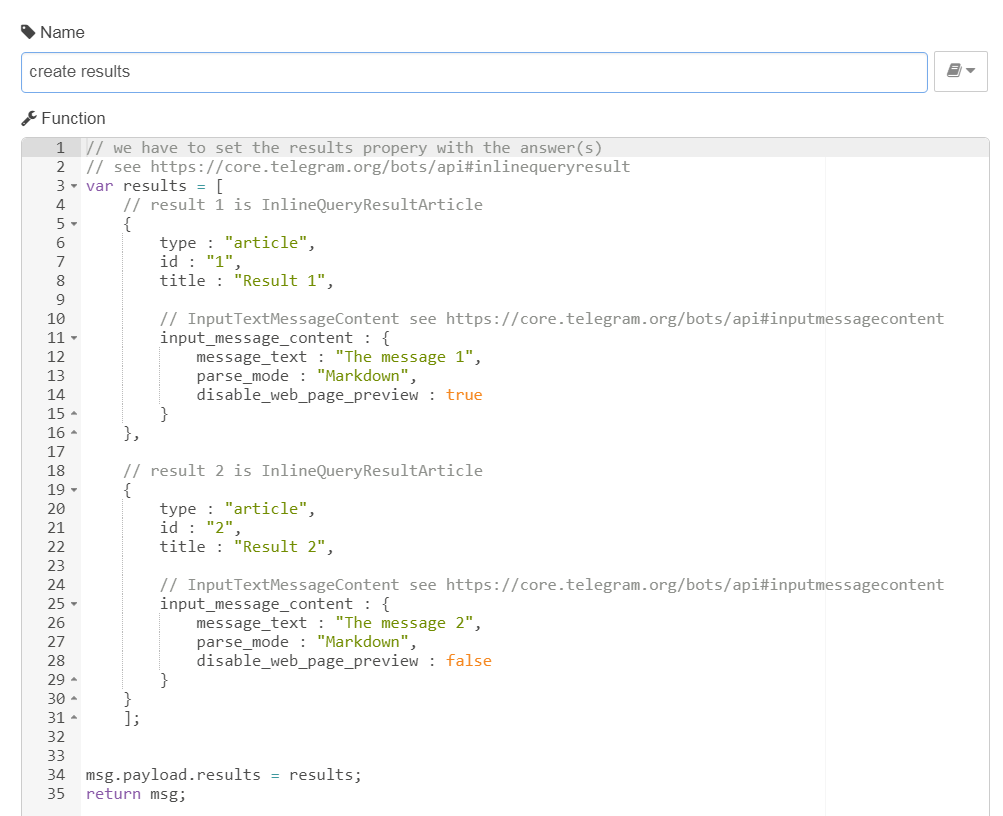 Name
create results
Function
1 // we have to set the results propery with the answer(s)
2 // see https://core.telegram.org/bots/api#inlinequeryresult
3 var results = [
4     // result 1 is InlineQueryResultArticle
5     {
6         type : "article",
7         id : "1",
8         title : "Result 1",
9
10         // InputTextMessageContent see https://core.telegram.org/bots/api#inputmessagecontent
11         input_message_content : {
12             message_text : "The message 1",
13             parse_mode : "Markdown",
14             disable_web_page_preview : true
15         }
16     },
17
18     // result 2 is InlineQueryResultArticle
19     {
20         type : "article",
21         id : "2",
22         title : "Result 2",
23
24         // InputTextMessageContent see https://core.telegram.org/bots/api#inputmessagecontent
25         input_message_content : {
26             message_text : "The message 2",
27             parse_mode : "Markdown",
28             disable_web_page_preview : false
29         }
30     }
31     ];
32
33
34 msg.payload.results = results;
35 return msg;